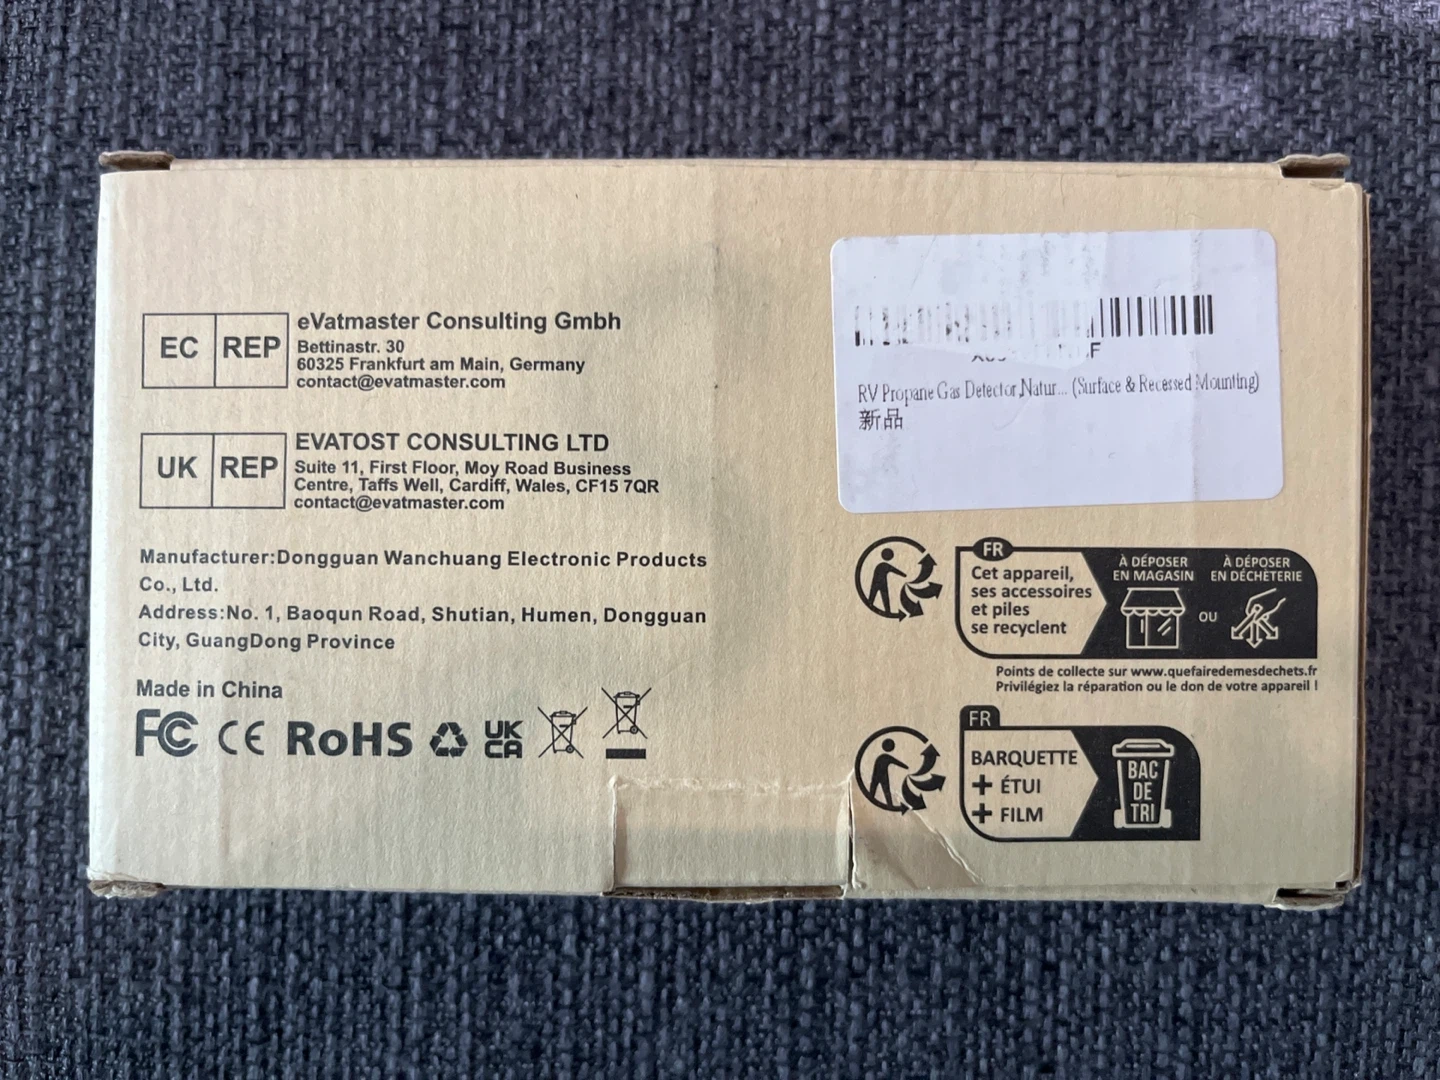 EC REP
eVatmaster Consulting Gmbh
Bettinastr. 30
60325 Frankfurt am Main, Germany
contact@evatmaster.com
UK REP
EVATOST CONSULTING LTD
Suite 11, First Floor, Moy Road Business
Centre, Taffs Well, Cardiff, Wales, CF15 7QR
contact@evatmaster.com
Manufacturer:Dongguan Wanchuang Electronic Products
Co., Ltd.
Address:No. 1, Baoqun Road, Shutian, Humen, Dongguan
City, GuangDong Province
Made in China
FC CE RoHS UK
CA
RV Propane Gas Detector,Natur... (Surface & Recessed Mounting)
新品
FR
Cet appareil,
ses accessoires
et piles
se recyclent
À DÉPOSER
EN MAGASIN
OU
À DÉPOSER
EN DÉCHÈTERIE
Points de collecte sur www.quefairedemesdechets.fr
Privilégiez la réparation ou le don de votre appareil !
FR
BARQUETTE
+ ÉTUI
+ FILM
BAC
DE
TRI